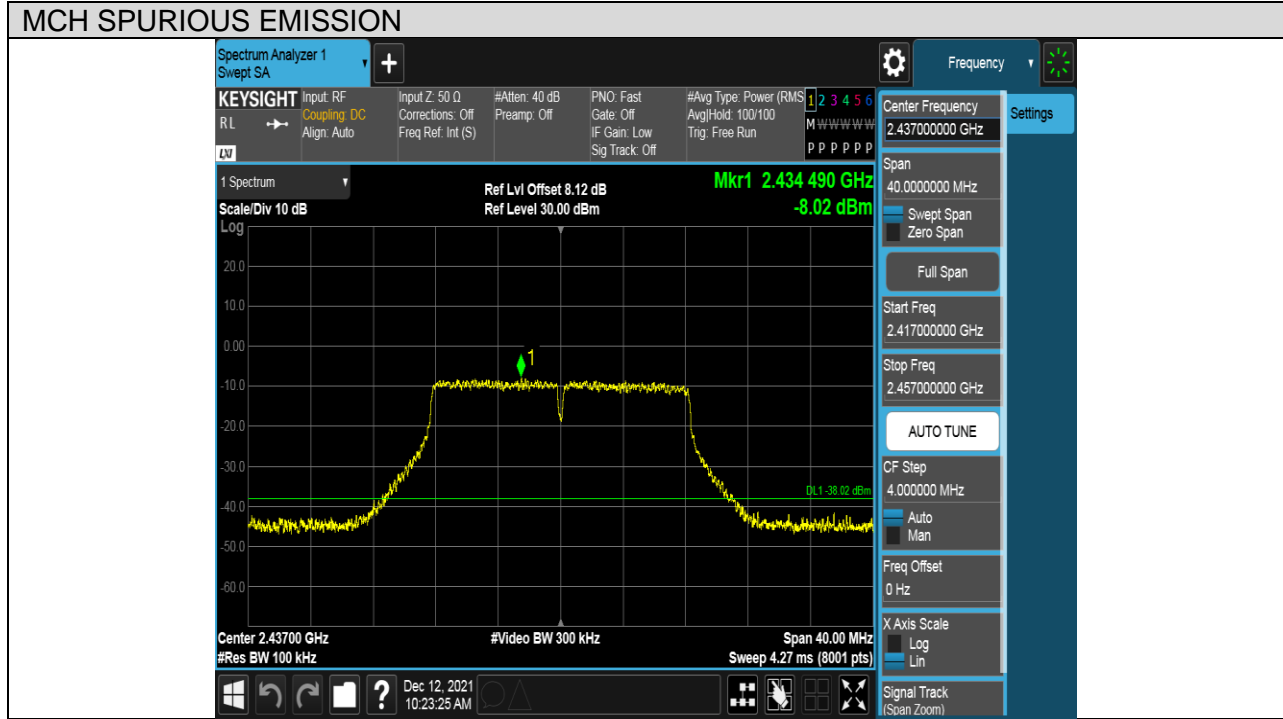 MCH SPURIOUS EMISSION
Spectrum Analyzer 1
Swept SA
+
Frequency
KEYSIGHT
RL
LXI
Input: RF
Coupling: DC
Align: Auto
Input Z: 50 Ω
Corrections: Off
Freq Ref: Int (S)
#Atten: 40 dB
Preamp: Off
PNO: Fast
Gate: Off
IF Gain: Low
Sig Track: Off
#Avg Type: Power (RMS
Avg|Hold: 100/100
Trig: Free Run
1 2 3 4 5 6
M W W W W W
P P P P P P
1 Spectrum
Scale/Div 10 dB
Log
Ref Lvl Offset 8.12 dB
Ref Level 30.00 dBm
Mkr1 2.434 490 GHz
-8.02 dBm
20.0
10.0
0.00
-10.0
-20.0
-30.0
-40.0
-50.0
-60.0
1
DL1 -38.02 dBm
Center 2.43700 GHz
#Res BW 100 kHz
#Video BW 300 kHz
Span 40.00 MHz
Sweep 4.27 ms (8001 pts)
Center Frequency
2.437000000 GHz
Settings
Span
40.0000000 MHz
Swept Span
Zero Span
Full Span
Start Freq
2.417000000 GHz
Stop Freq
2.457000000 GHz
AUTO TUNE
CF Step
4.000000 MHz
Auto
Man
Freq Offset
0 Hz
X Axis Scale
Log
Lin
Signal Track
(Span Zoom)
?
Dec 12, 2021
10:23:25 AM